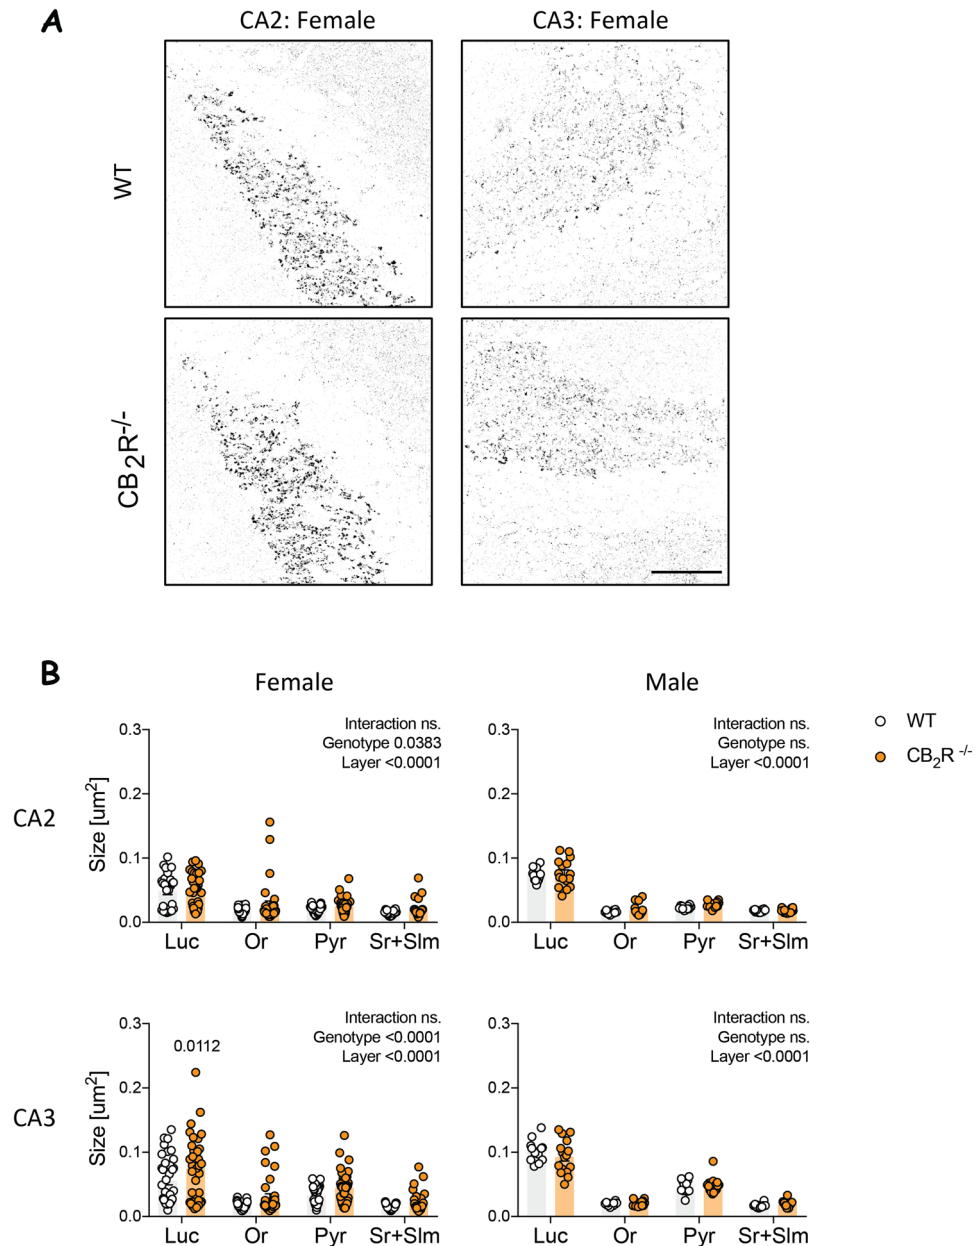 A
CA2: Female
CA3: Female
WT
CB2R-/-
B
Female
Male
WT
CB2R -/-
CA2
Size [um2]
0.3
0.2
0.1
0.0
Interaction ns.
Genotype 0.0383
Layer <0.0001
Luc Or Pyr Sr+Slm
0.3
0.2
0.1
0.0
Interaction ns.
Genotype ns.
Layer <0.0001
Luc Or Pyr Sr+Slm
CA3
Size [um2]
0.3
0.2
0.1
0.0
0.0112
Interaction ns.
Genotype <0.0001
Layer <0.0001
Luc Or Pyr Sr+Slm
0.3
0.2
0.1
0.0
Interaction ns.
Genotype ns.
Layer <0.0001
Luc Or Pyr Sr+Slm